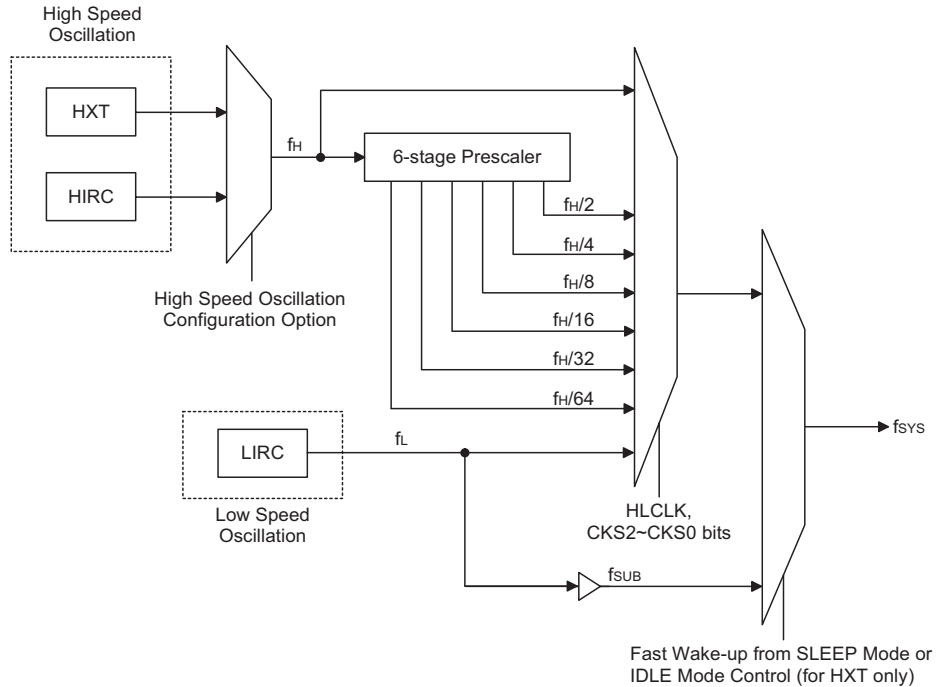 High Speed
Oscillation
HXT
HIRC
fH
High Speed Oscillation
Configuration Option
6-stage Prescaler
fH/2
fH/4
fH/8
fH/16
fH/32
fH/64
LIRC
fL
Low Speed
Oscillation
HLCLK,
CKS2~CKS0 bits
fSUB
fSYS
Fast Wake-up from SLEEP Mode or
IDLE Mode Control (for HXT only)